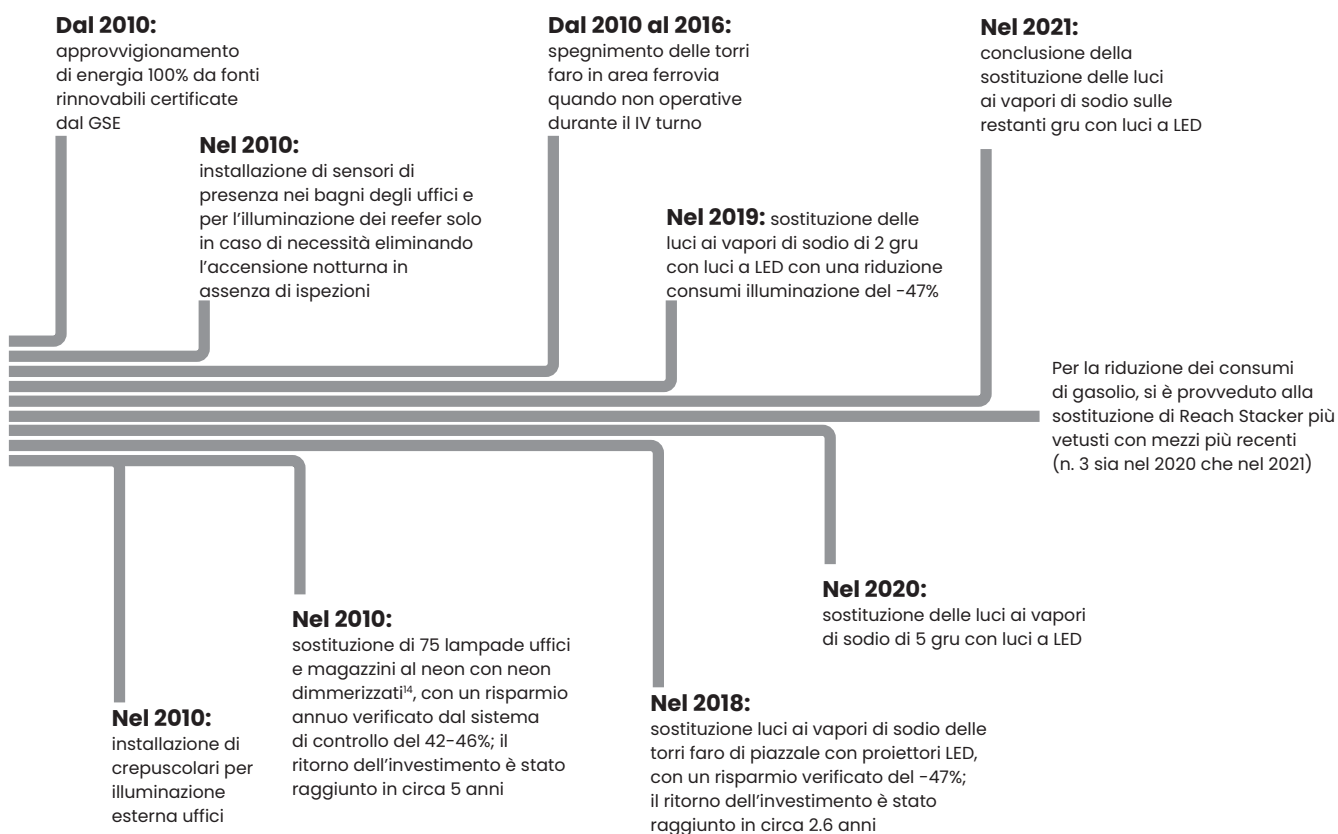 Dal 2010:
approvvigionamento
di energia 100% da fonti
rinnovabili certificate
dal GSE
Nel 2010:
installazione di sensori di
presenza nei bagni degli uffici e
per l'illuminazione dei reefer solo
in caso di necessità eliminando
l'accensione notturna in
assenza di ispezioni
Dal 2010 al 2016:
spegnimento delle torri
faro in area ferrovia
quando non operative
durante il IV turno
Nel 2019: sostituzione delle
luci ai vapori di sodio di 2 gru
con luci a LED con una riduzione
consumi illuminazione del -47%
Nel 2021:
conclusione della
sostituzione delle luci
ai vapori di sodio sulle
restanti gru con luci a LED
Per la riduzione dei consumi
di gasolio, si è provveduto alla
sostituzione di Reach Stacker più
vetusti con mezzi più recenti
(n. 3 sia nel 2020 che nel 2021)
Nel 2010:
installazione di
crepuscolari per
illuminazione
esterna uffici
Nel 2010:
sostituzione di 75 lampade uffici
e magazzini al neon con neon
dimmerizzati¹⁴, con un risparmio
annuo verificato dal sistema
di controllo del 42-46%; il
ritorno dell'investimento è stato
raggiunto in circa 5 anni
Nel 2018:
sostituzione luci ai vapori di sodio delle
torri faro di piazzale con proiettori LED,
con un risparmio verificato del -47%;
il ritorno dell'investimento è stato
raggiunto in circa 2.6 anni
Nel 2020:
sostituzione delle luci ai vapori
di sodio di 5 gru con luci a LED